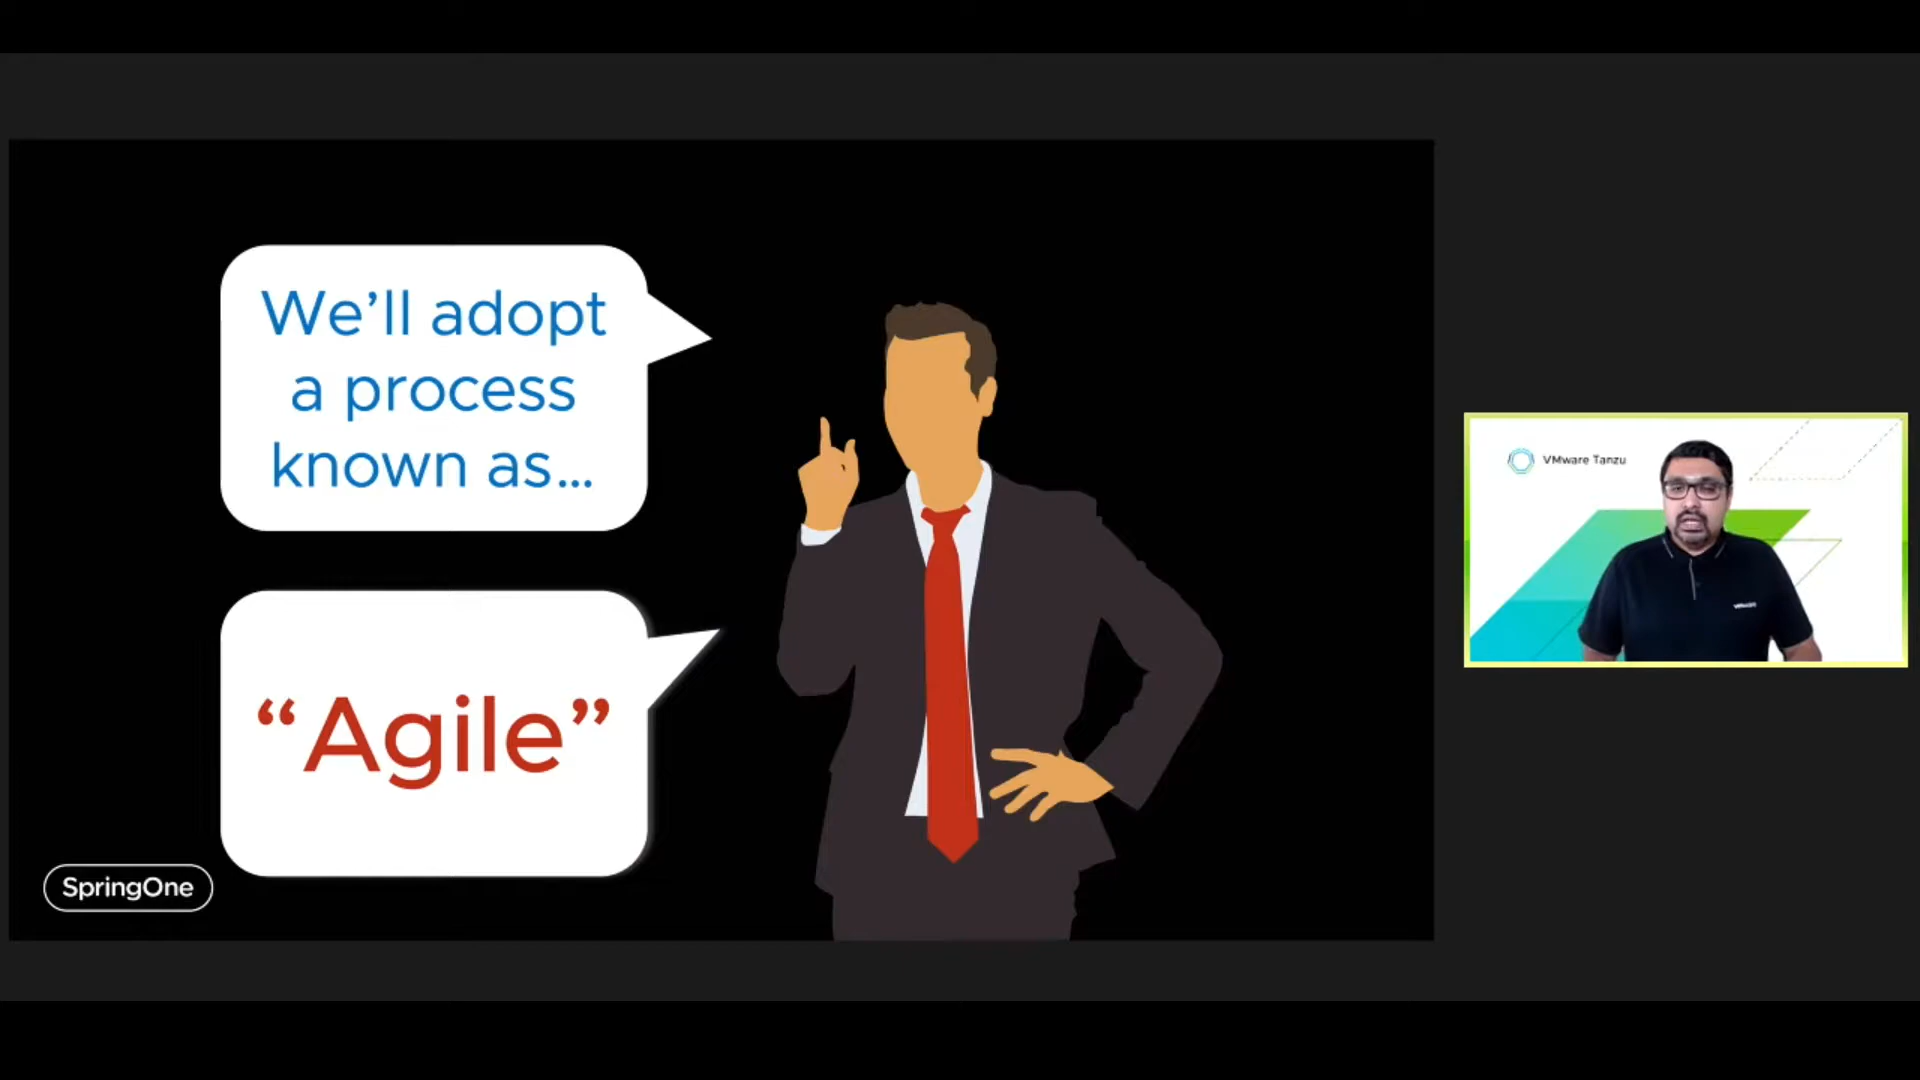 We’ll adopt
a process
known as...
“Agile”
SpringOne
VMware Tanzu